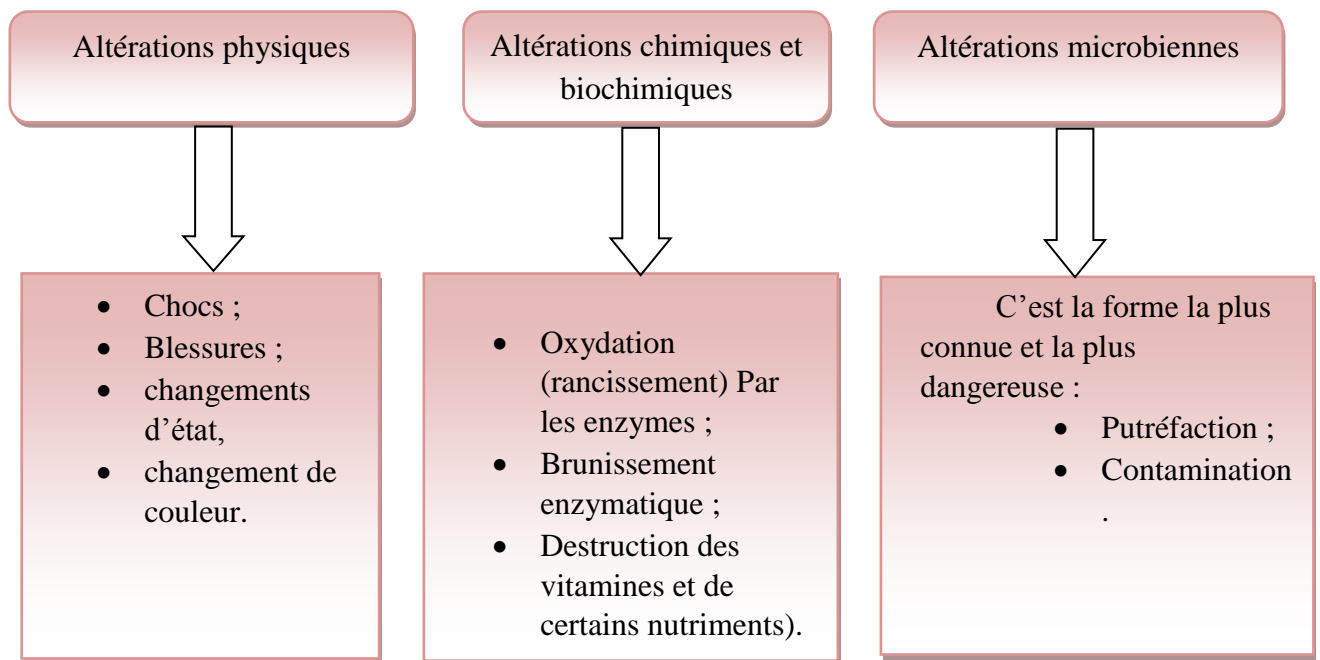 Altérations physiques
Altérations chimiques et
biochimiques
Altérations microbiennes
• Chocs ;
• Blessures ;
• changements
d’état,
• changement de
couleur.
• Oxydation
(rancissement) Par
les enzymes ;
• Brunissement
enzymatique ;
• Destruction des
vitamines et de
certains nutriments).
C’est la forme la plus
connue et la plus
dangereuse :
• Putréfaction ;
• Contamination
.